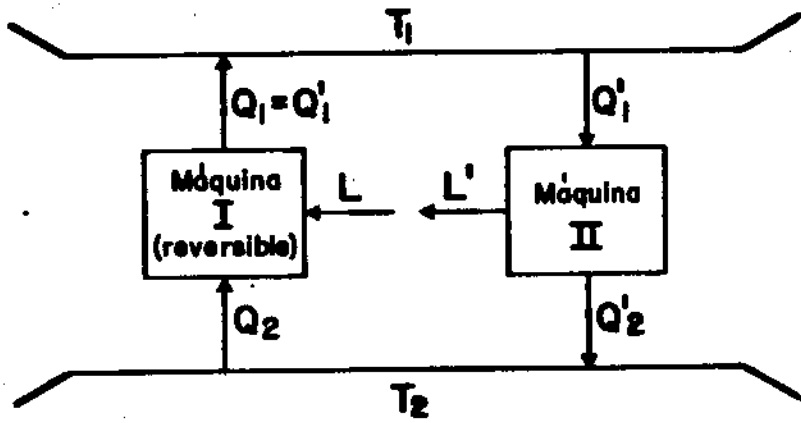 T₁
Q₁ = Q'₁
Q'₁
Máquina
I
(reversible)
L
L'
Máquina
II
Q₂
Q'₂
T₂